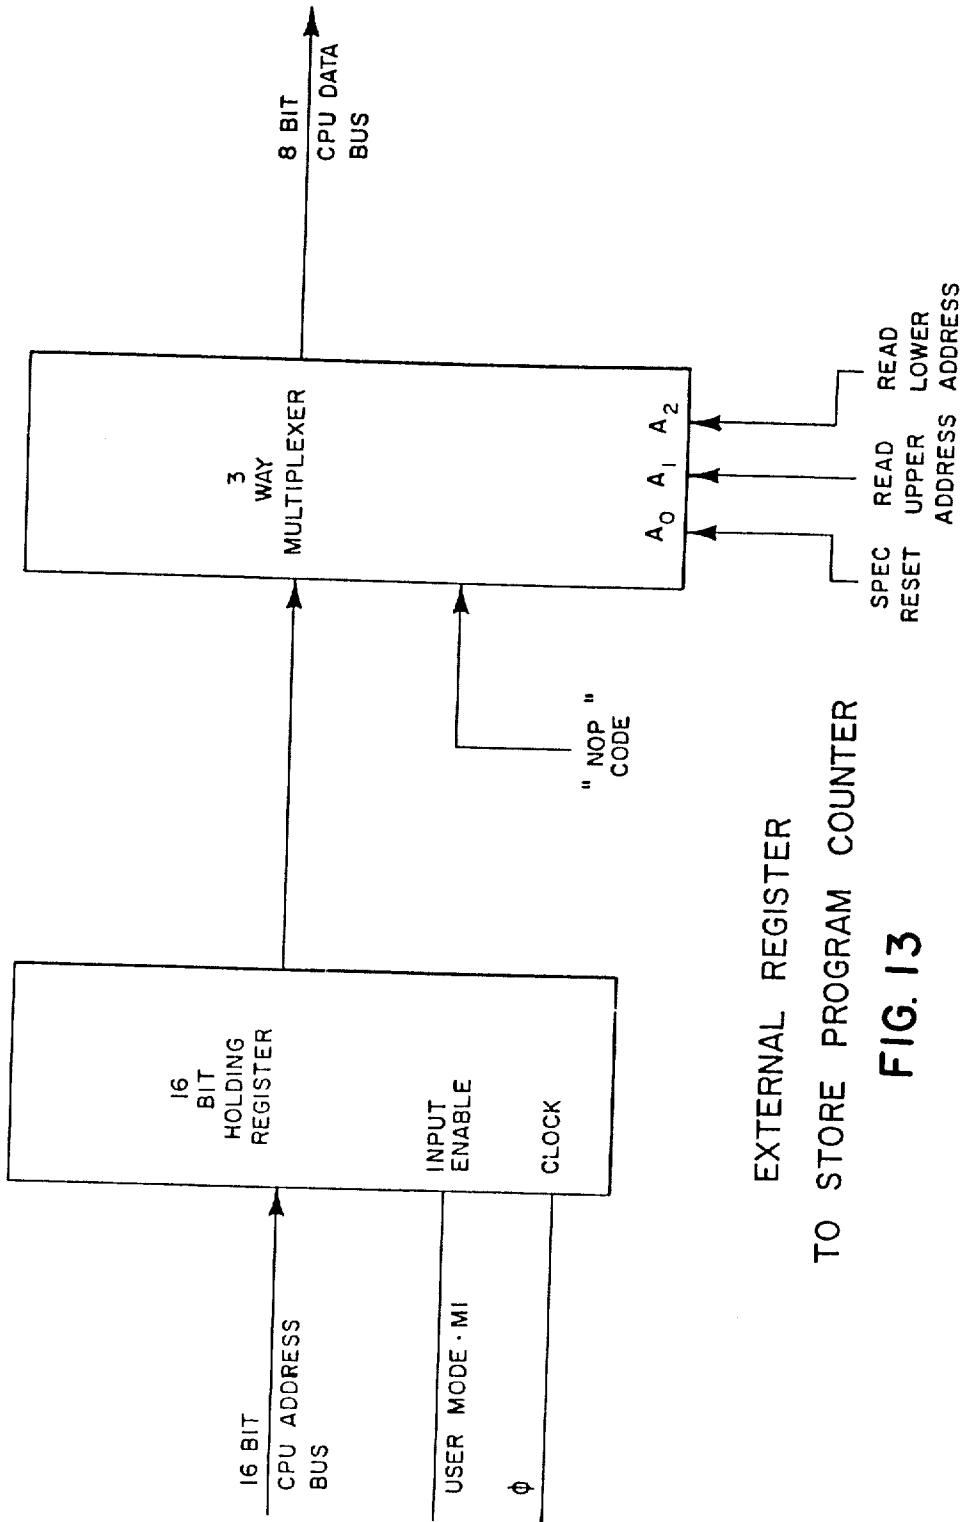 16 BIT
CPU ADDRESS
BUS
USER MODE · M1
ϕ
16
BIT
HOLDING
REGISTER
INPUT
ENABLE
CLOCK
" NOP "
CODE
3
WAY
MULTIPLEXER
A0 A1 A2
SPEC
RESET
READ
UPPER
ADDRESS
READ
LOWER
ADDRESS
8 BIT
CPU DATA
BUS
EXTERNAL REGISTER
TO STORE PROGRAM COUNTER
FIG. 13